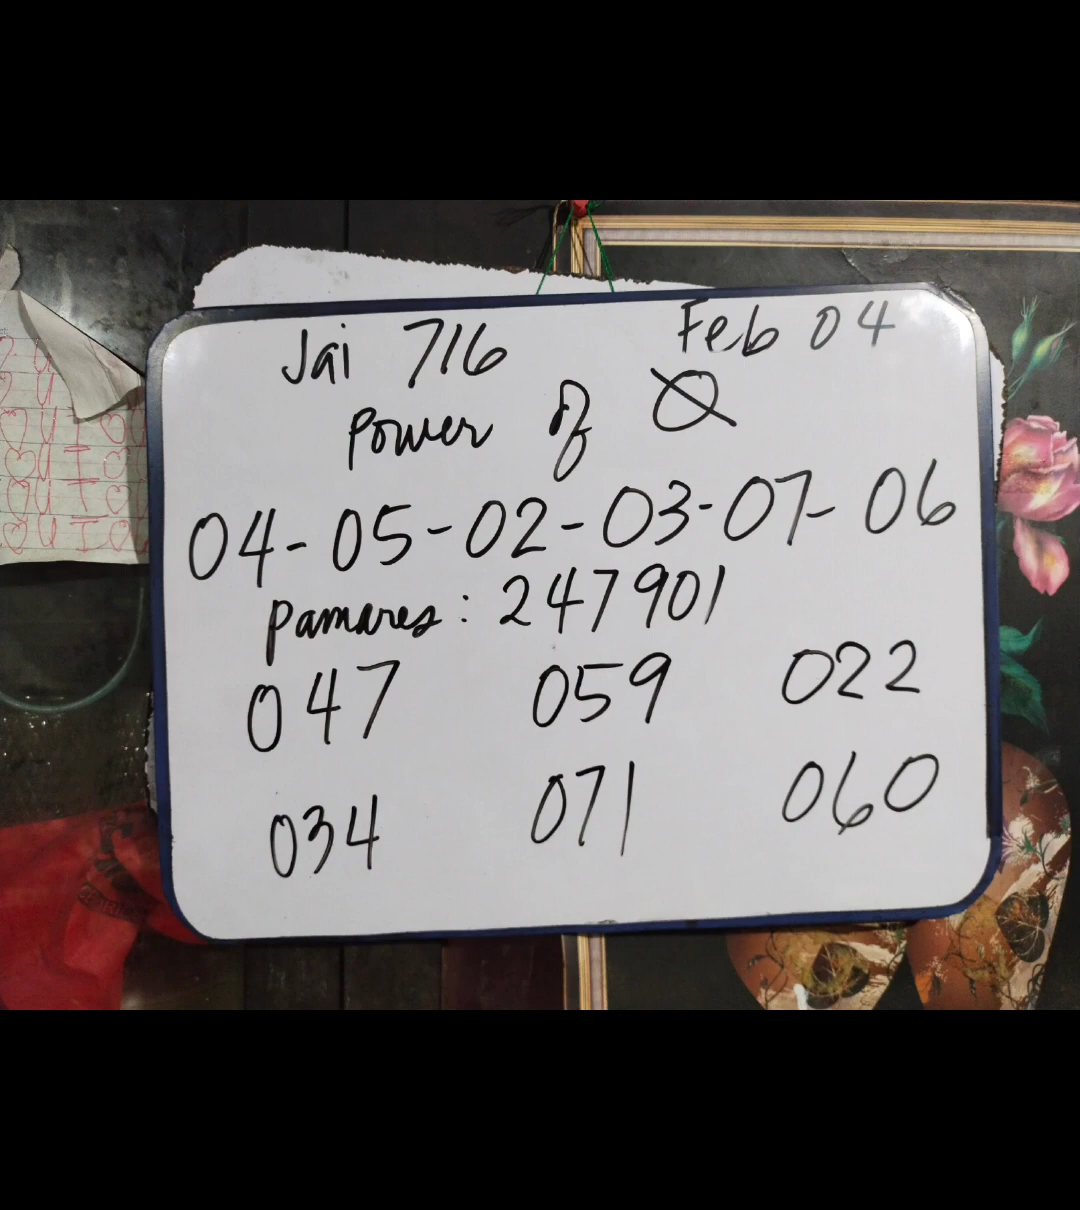 Jai 716 Feb 04
Power of Ø
04-05-02-03-07-06
Pamares: 247901
047 059 022
034 071 060